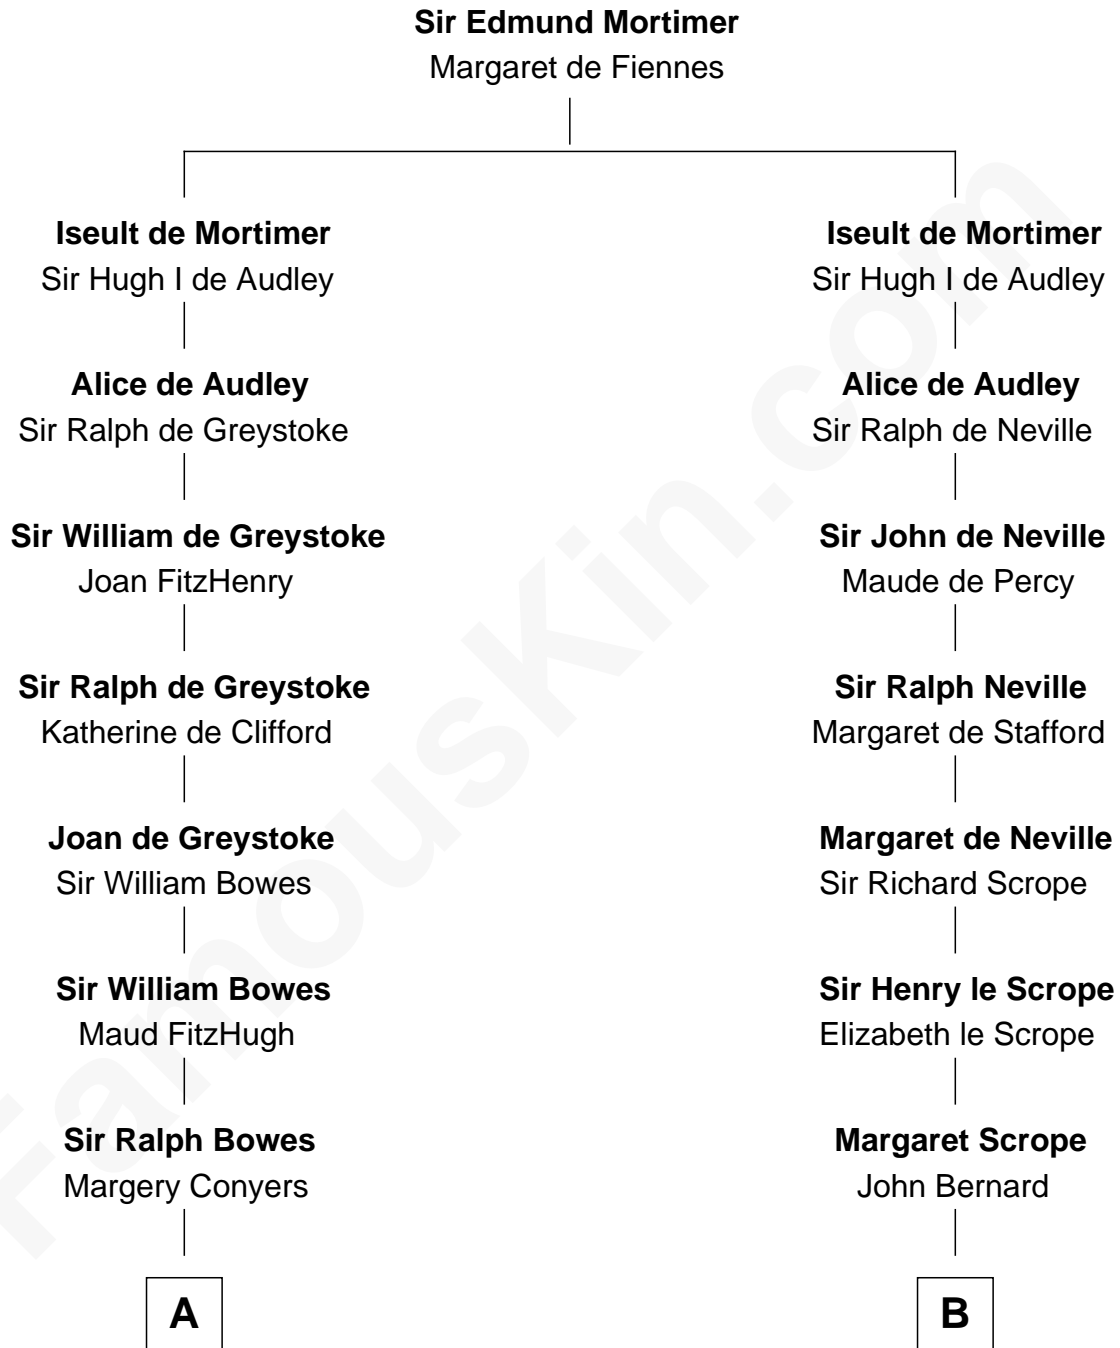 Sir Edmund Mortimer
Margaret de Fiennes
Iseult de Mortimer
Sir Hugh I de Audley
Iseult de Mortimer
Sir Hugh I de Audley
Alice de Audley
Sir Ralph de Greystoke
Alice de Audley
Sir Ralph de Neville
Sir William de Greystoke
Joan FitzHenry
Sir John de Neville
Maude de Percy
Sir Ralph de Greystoke
Katherine de Clifford
Sir Ralph Neville
Margaret de Stafford
Joan de Greystoke
Sir William Bowes
Margaret de Neville
Sir Richard Scrope
Sir William Bowes
Maud FitzHugh
Sir Henry le Scrope
Elizabeth le Scrope
Sir Ralph Bowes
Margery Conyers
Margaret Scrope
John Bernard
A
B
FamousKin.com